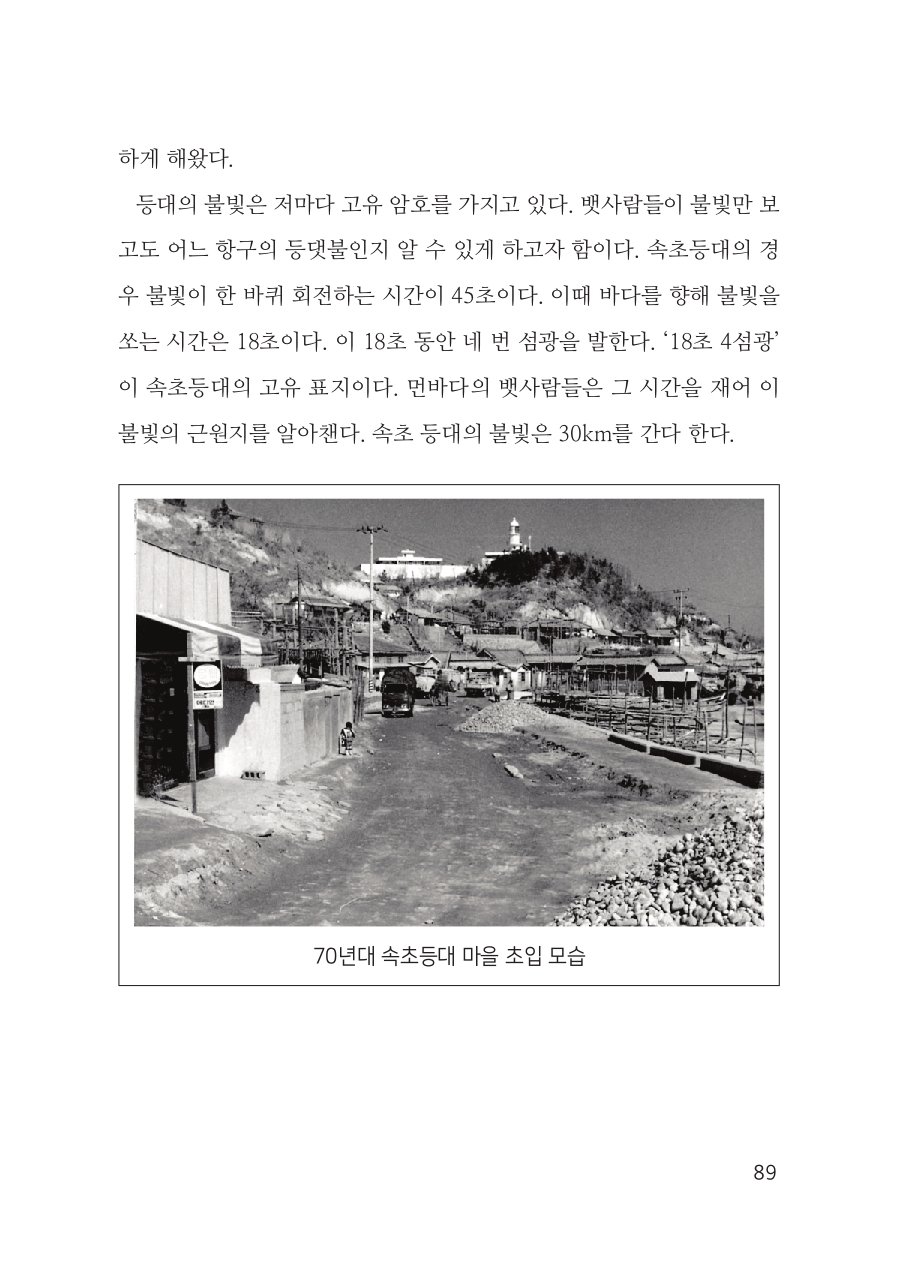 하게 해왔다.
등대의 불빛은 저마다 고유 암호를 가지고 있다. 뱃사람들이 불빛만 보
고도 어느 항구의 등댓불인지 알 수 있게 하고자 함이다. 속초등대의 경
우 불빛이 한 바퀴 회전하는 시간이 45초이다. 이때 바다를 향해 불빛을
쏘는 시간은 18초이다. 이 18초 동안 네 번 섬광을 발한다. ‘18초 4섬광’
이 속초등대의 고유 표지이다. 먼바다의 뱃사람들은 그 시간을 재어 이
불빛의 근원지를 알아챈다. 속초 등대의 불빛은 30km를 간다 한다.
70년대 속초등대 마을 초입 모습
89